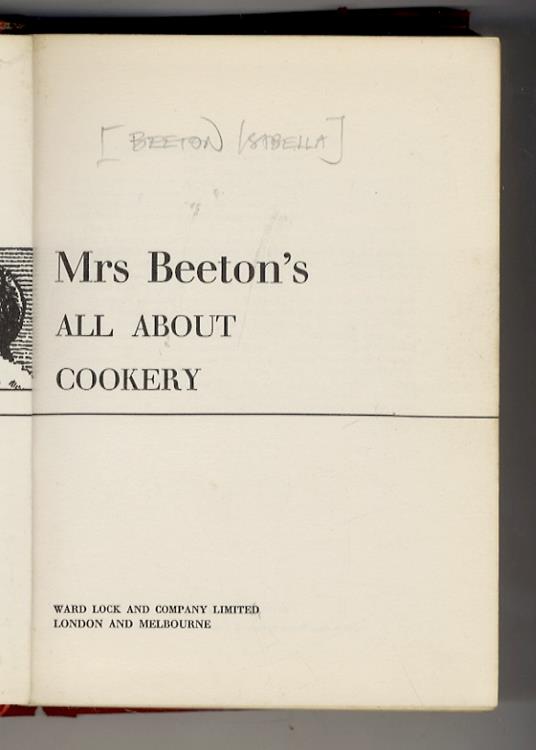 [BEETON ISABELLA]
Mrs Beeton's
ALL ABOUT
COOKERY
WARD LOCK AND COMPANY LIMITED
LONDON AND MELBOURNE